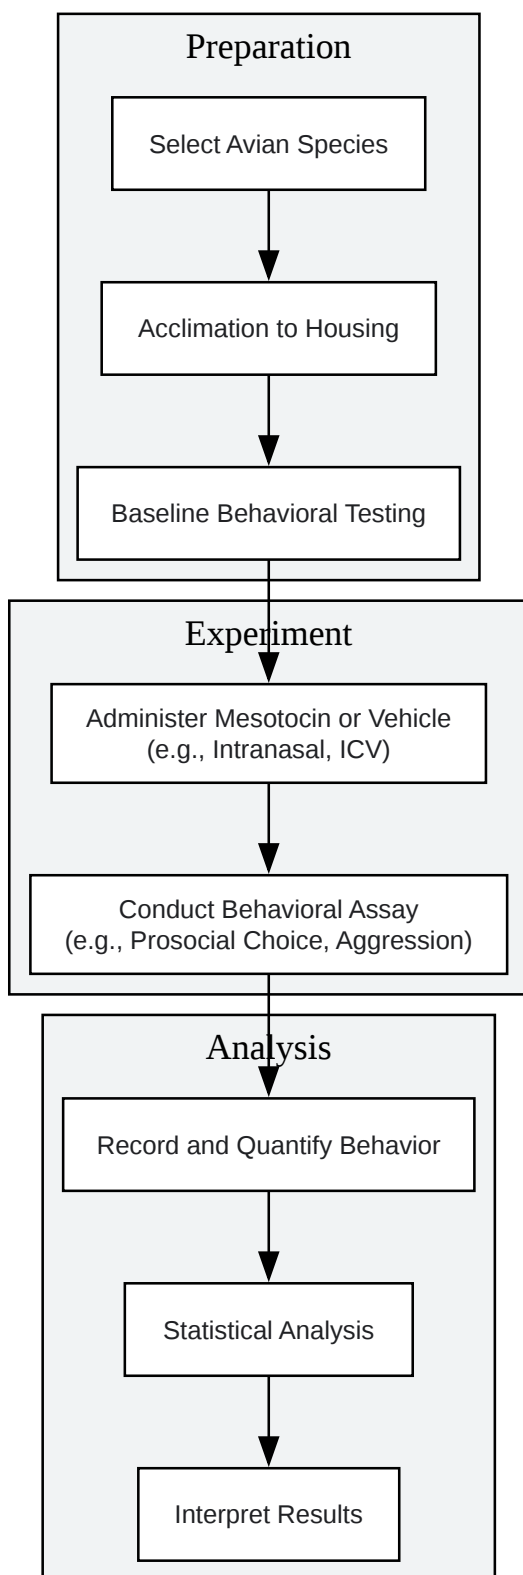 Preparation
Select Avian Species
Acclimation to Housing
Baseline Behavioral Testing
Experiment
Administer Mesotocin or Vehicle
(e.g., Intranasal, ICV)
Conduct Behavioral Assay
(e.g., Prosocial Choice, Aggression)
Analysis
Record and Quantify Behavior
Statistical Analysis
Interpret Results